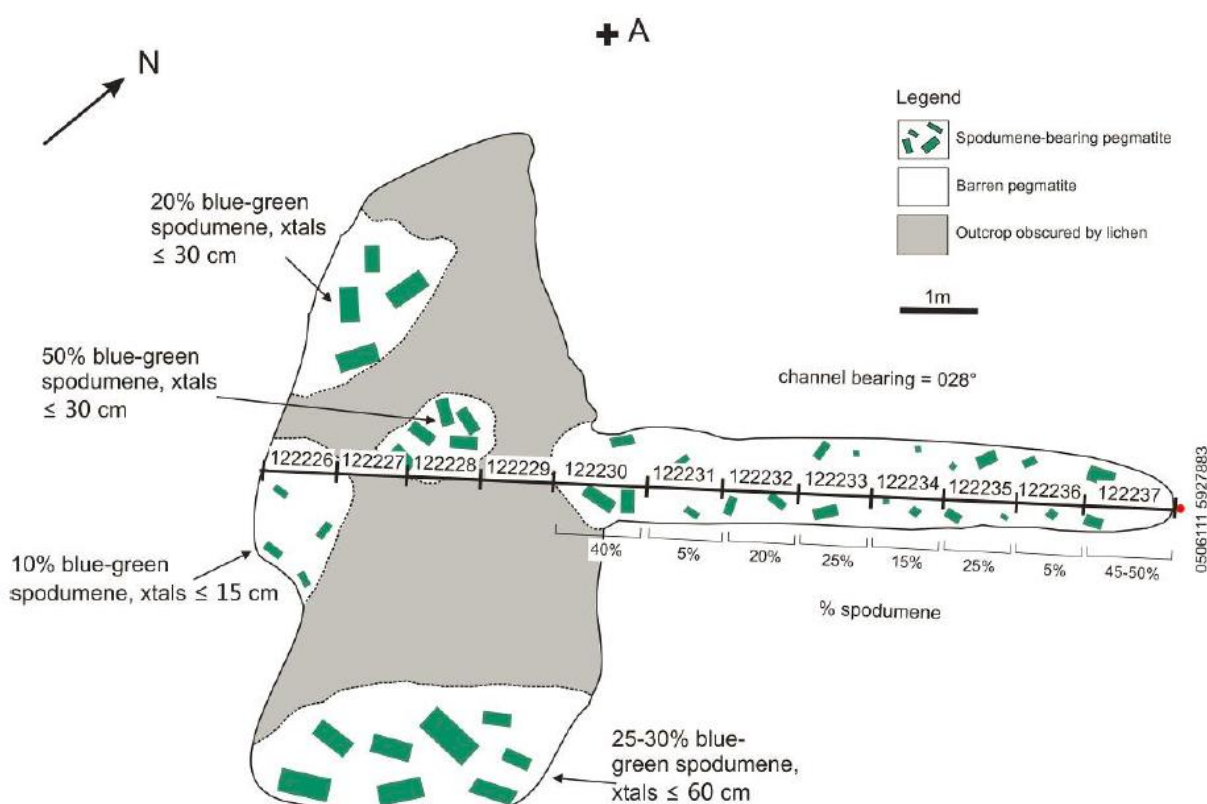 A
N
Legend
Spodumene-bearing pegmatite
Barren pegmatite
Outcrop obscured by lichen
1m
20% blue-green
spodumene, xtals
≤ 30 cm
50% blue-green
spodumene, xtals
≤ 30 cm
channel bearing = 028°
122226 122227 122228 122229 122230 122231 122232 122233 122234 122235 122236 122237
0506111 5927883
40% 5% 20% 25% 15% 25% 5% 45-50%
% spodumene
10% blue-green
spodumene, xtals ≤ 15 cm
25-30% blue-
green spodumene,
xtals ≤ 60 cm